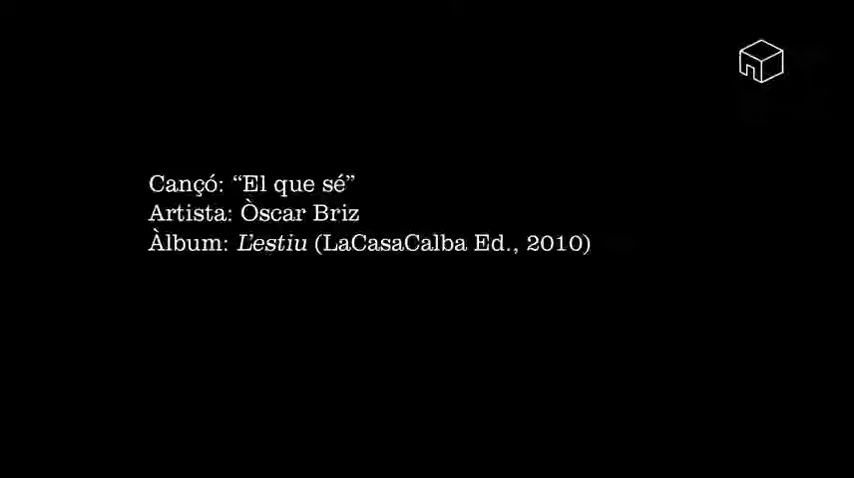 Cançó: “El que sé”
Artista: Òscar Briz
Àlbum: L'estiu (LaCasaCalba Ed., 2010)